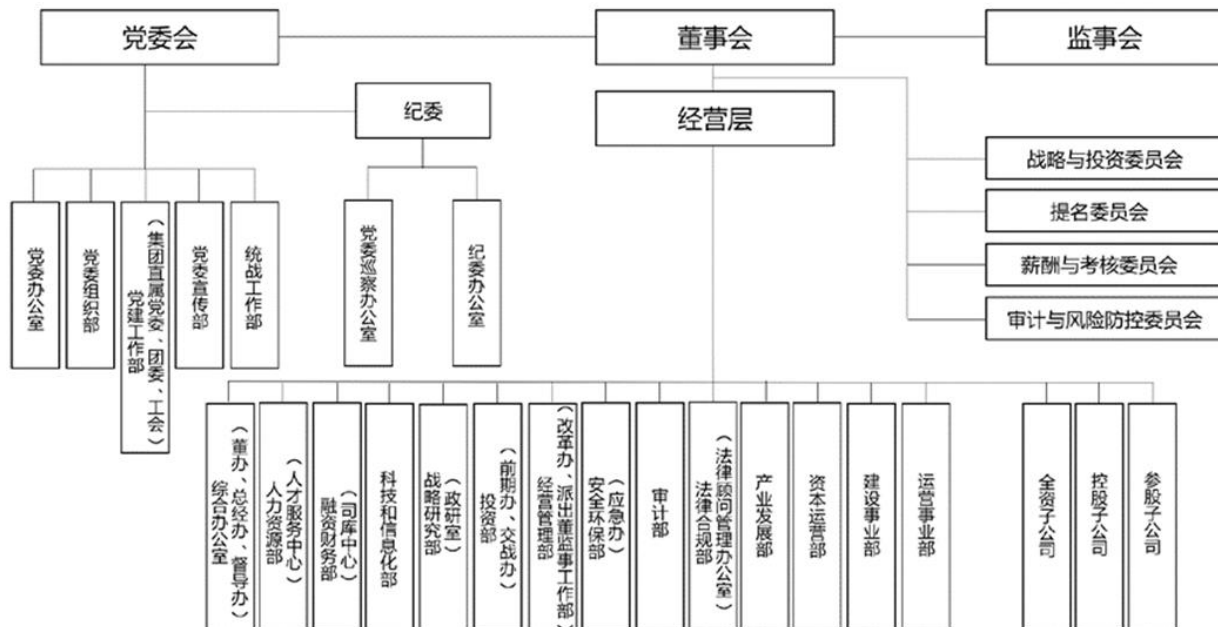 党委会
董事会
监事会
纪委
经营层
战略与投资委员会
提名委员会
薪酬与考核委员会
审计与风险防控委员会
党委办公室
党委组织部
党建工作部
（集团直属党委、团委、工会）
党委宣传部
统战工作部
党委巡察办公室
纪委办公室
综合办公室
（董办、总经办、督导办）
人力资源部
（人才服务中心）
融资财务部
（司库中心）
科技和信息化部
战略研究部
（政研室）
投资部
（前期办、交战办）
经营管理部
（改革办、派出董监事工作部）
安全环保部
（应急办）
审计部
法律合规部
（法律顾问管理办公室）
产业发展部
资本运营部
建设事业部
运营事业部
全资子公司
控股子公司
参股子公司